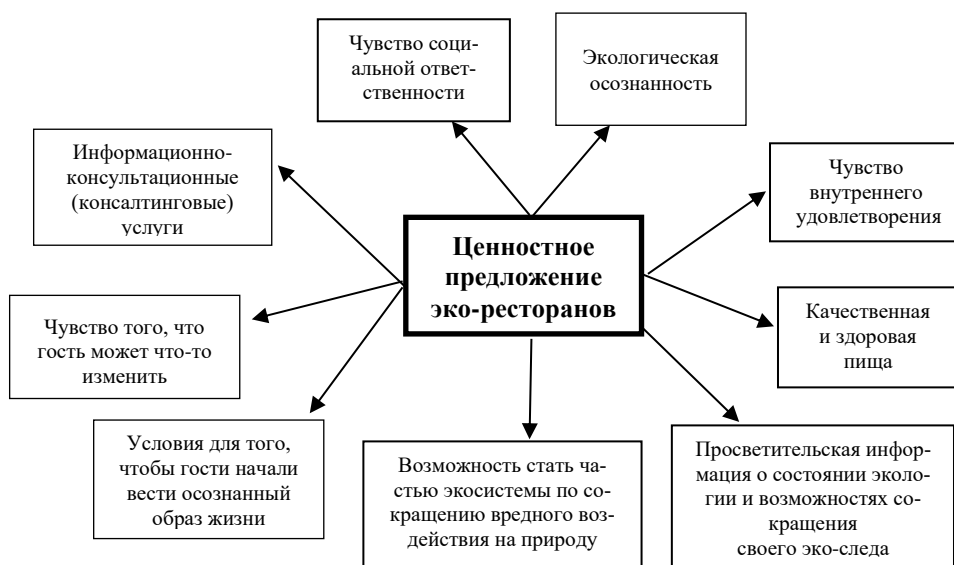 Чувство соци-
альной ответ-
ственности
Экологическая
осознанность
Информационно-
консультационные
(консалтинговые)
услуги
Чувство
внутреннего
удовлетворения
Ценностное
предложение
эко-ресторанов
Чувство того, что
гость может что-то
изменить
Качественная
и здоровая
пища
Условия для того,
чтобы гости начали
вести осознанный
образ жизни
Возможность стать ча-
стью экосистемы по со-
кращению вредного воз-
действия на природу
Просветительская инфор-
мация о состоянии эколо-
гии и возможностях со-
кращения
своего эко-следа